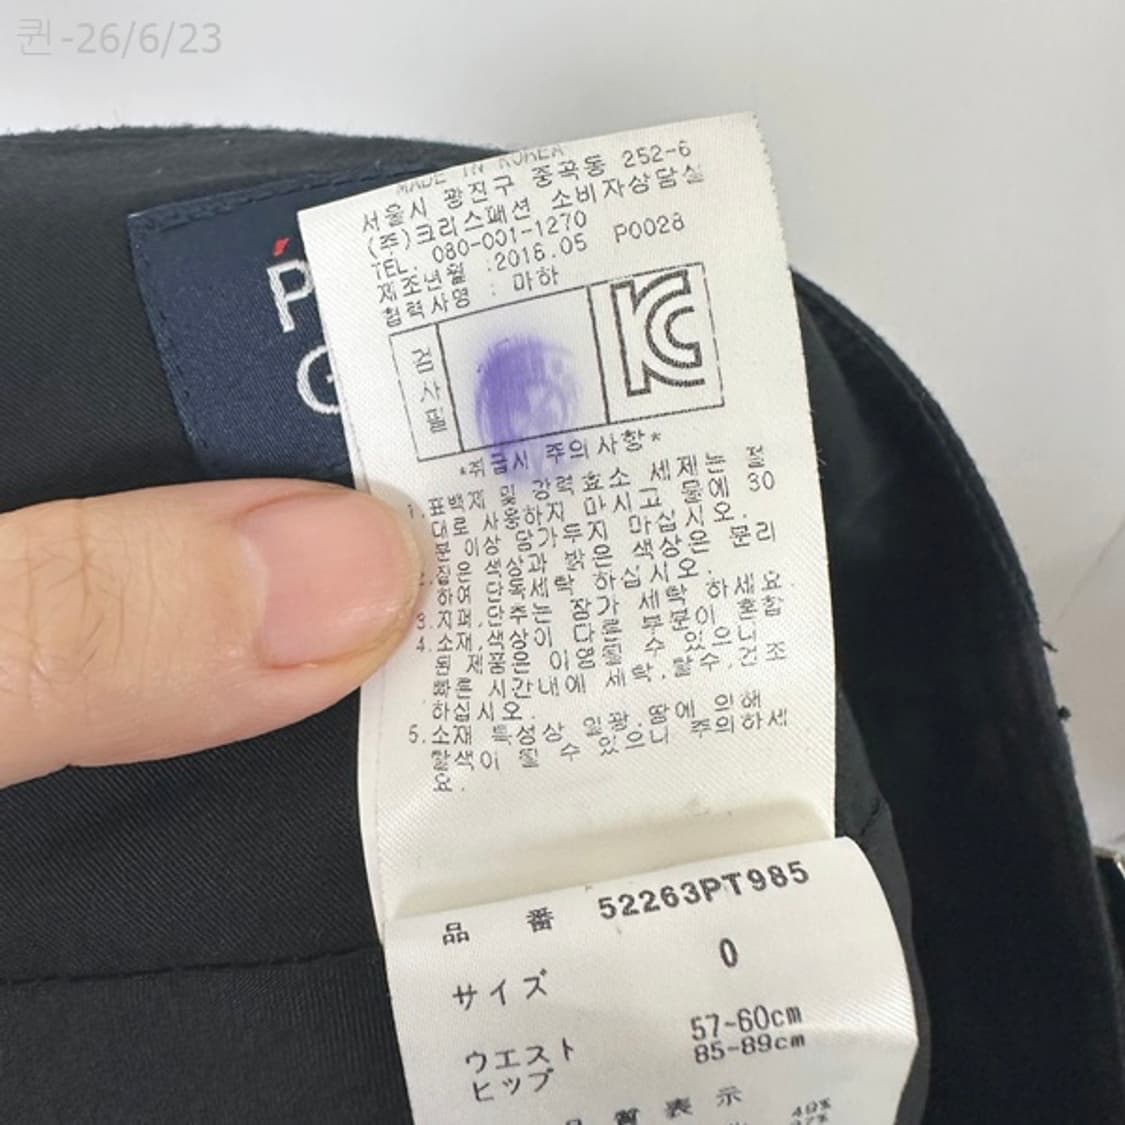 퀸-26/6/23
MADE IN KOREA
서울시 광진구 중곡동 252-6
(주)크리스패션 소비자상담실
TEL. 080-001-1270
제조년월 :2016.05 P0028
협력사명 : 마하
검사필
*취급시 주의사항*
1.표백제 및 강력효소 세제는 절
대로 사용하지 마시고 물에 30
분 이상 담가두지 마십시오.
2.짙은 색상과 밝은 색상은 분리
하여 단독세탁 하십시오.
3.지퍼,단추는 잠가 세탁 하세요.
4.소재,색상이 다른 부분이 혼합
된 제품은 이염될 수 있으니
빠른 시간내에 세탁,탈수,건조
하십시오.
5.소재 특성상 일광,땀에 의해
탈색이 될 수 있으니 주의하세
요.
品 番 52263PT985
サイズ 0
ウエスト 57~60cm
ヒップ 85-89cm
品質表示